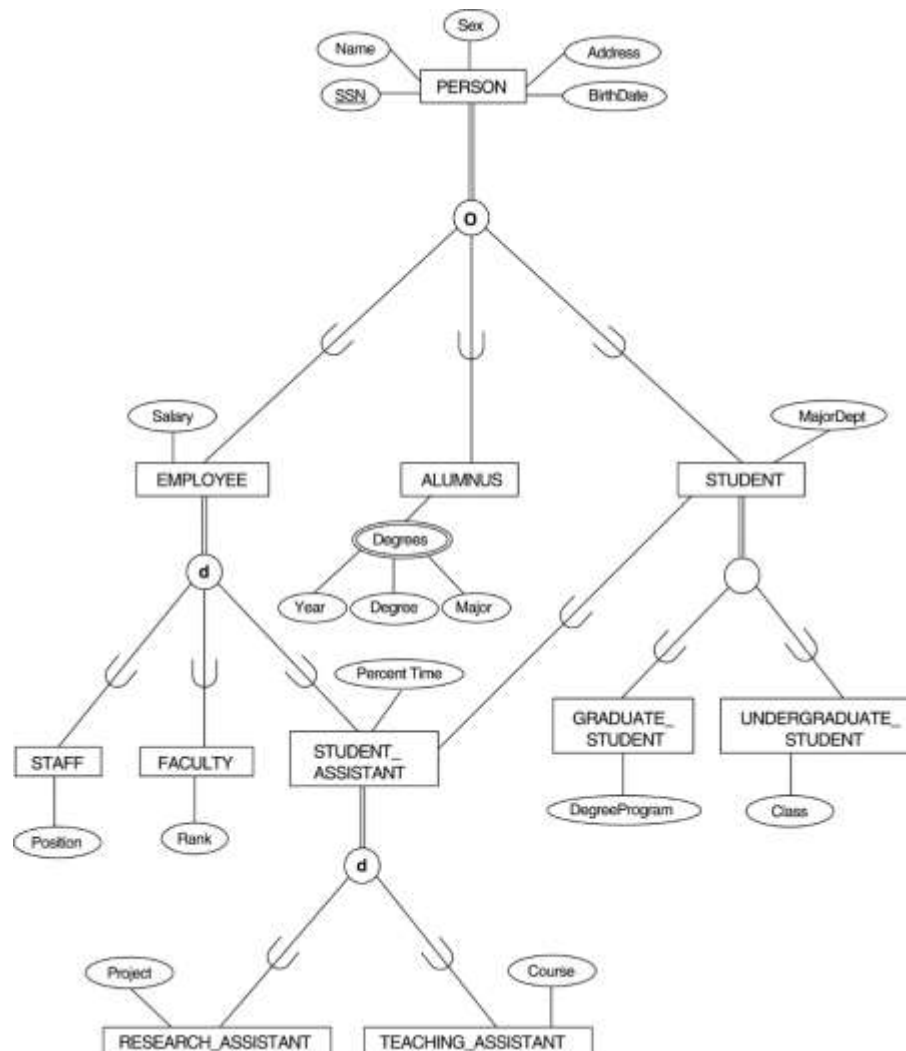 Sex
Name
Address
PERSON
SSN
BirthDate
O
Salary
MajorDept
EMPLOYEE
ALUMNUS
STUDENT
Degrees
d
Year
Degree
Major
Percent Time
GRADUATE_
STUDENT
UNDERGRADUATE_
STUDENT
STAFF
FACULTY
STUDENT_
ASSISTANT
DegreeProgram
Class
Position
Rank
d
Project
Course
RESEARCH_ASSISTANT
TEACHING_ASSISTANT